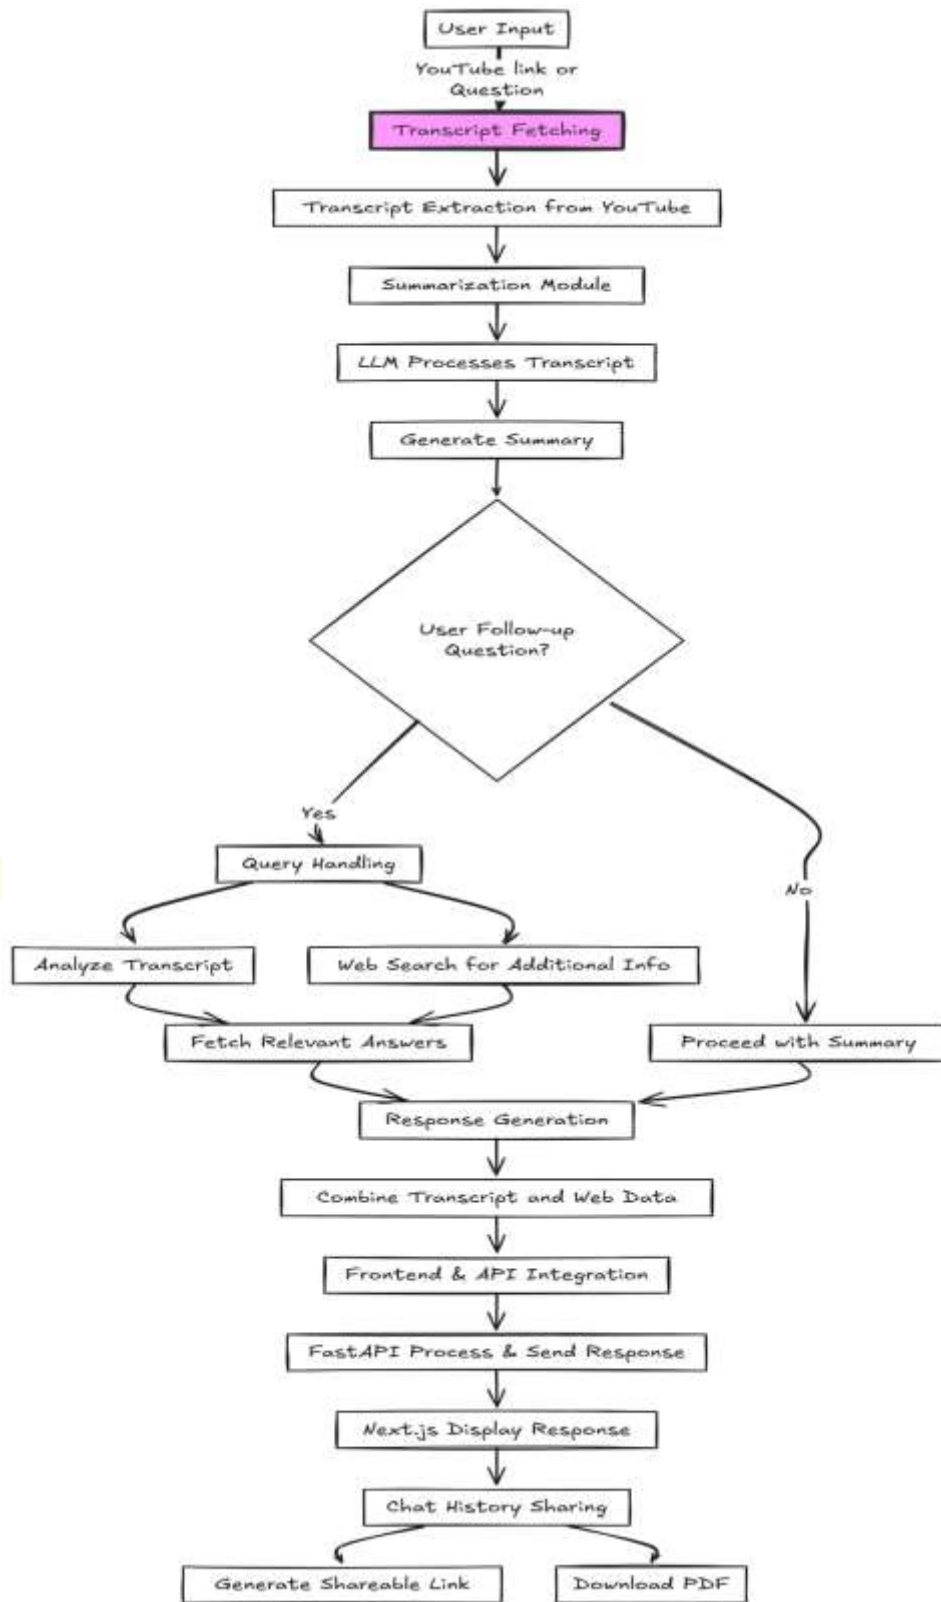 User Input
YouTube link or
Question
Transcript Fetching
Transcript Extraction from YouTube
Summarization Module
LLM Processes Transcript
Generate Summary
User Follow-up
Question?
Yes
Query Handling
No
Analyze Transcript
Web Search for Additional Info
Fetch Relevant Answers
Proceed with Summary
Response Generation
Combine Transcript and Web Data
Frontend & API Integration
FastAPI Process & Send Response
Next.js Display Response
Chat History Sharing
Generate Shareable Link
Download PDF